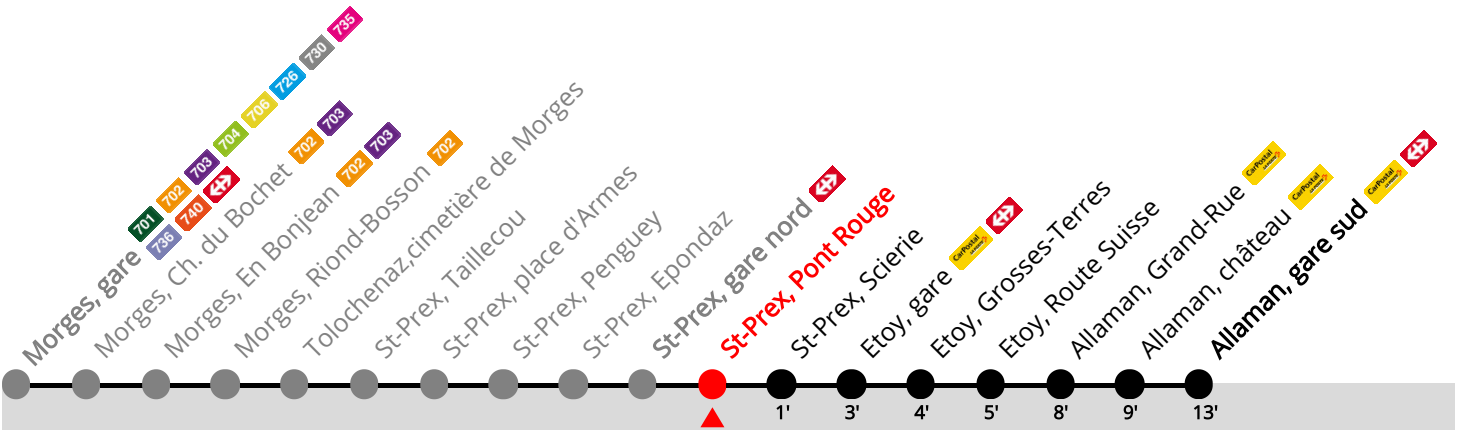 Morges, gare 701 702 703 704 706 726 730 735
736 740
Morges, Ch. du Bochet 702 703
Morges, En Bonjean 702 703
Morges, Riond-Bosson 702
Tolochenaz,cimetière de Morges
St-Prex, Taillecou
St-Prex, place d'Armes
St-Prex, Penguey
St-Prex, Epondaz
St-Prex, gare nord
St-Prex, Pont Rouge
St-Prex, Scierie
Etoy, gare CarPostal
Etoy, Grosses-Terres
Etoy, Route Suisse
Allaman, Grand-Rue CarPostal
Allaman, château CarPostal
Allaman, gare sud CarPostal
1' 3' 4' 5' 8' 9' 13'